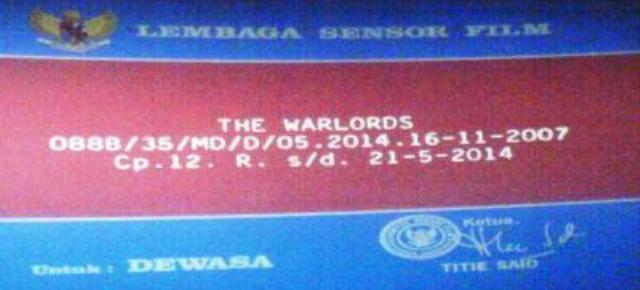 LEMBAGA SENSOR FILM
THE WARLORDS
0888/35/MD/D/05.2014.16-11-2007
Cp.12. R. s/d. 21-5-2014
Ketua,
Untuk : DEWASA
TITIE SAID